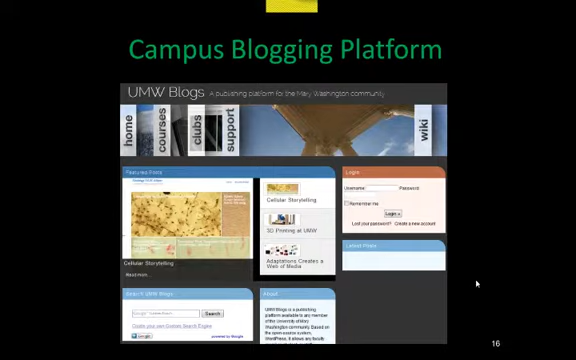 Campus Blogging Platform
UMW Blogs A publishing platform for the Mary Washington community
home
courses
clubs
support
wiki
Featured Posts
Cellular Storytelling
Read more...
Cellular Storytelling
3D Printing at UMW
Adaptations Creates a
Web of Media
Login
Username: Password:
Remember me
Login »
Lost your password? Create a new account
Latest Posts
Search UMW Blogs
Google Custom Search Search
Create your own Custom Search Engine
powered by Google
About
UMW Blogs is a publishing
platform available to any member
of the University of Mary
Washington community. Based on
the open-source system,
WordPress, it allows any faculty
16